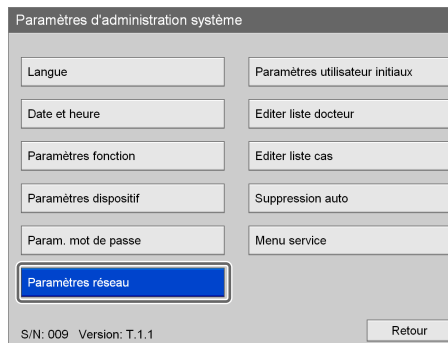 Paramètres d'administration système
Langue
Date et heure
Paramètres fonction
Paramètres dispositif
Param. mot de passe
Paramètres réseau
Paramètres utilisateur initiaux
Editer liste docteur
Editer liste cas
Suppression auto
Menu service
S/N: 009 Version: T.1.1
Retour